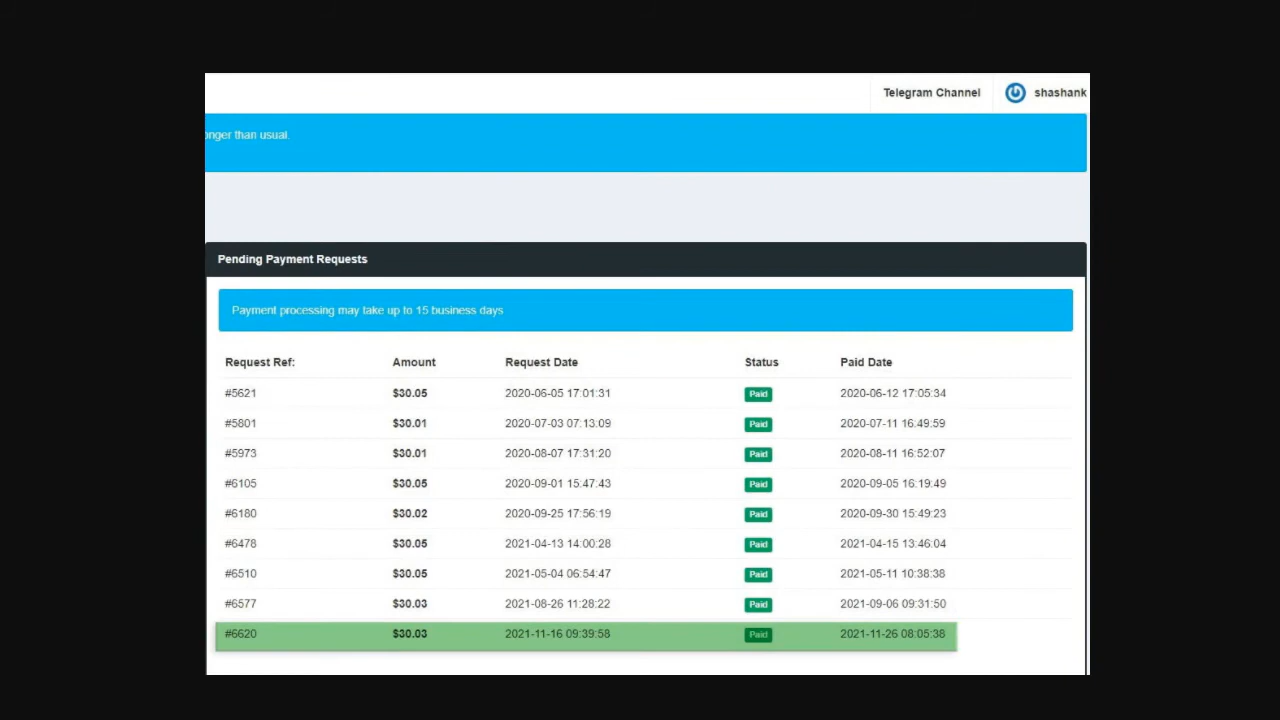 Telegram Channel shashank
onger than usual.
Pending Payment Requests
Payment processing may take up to 15 business days
Request Ref: Amount Request Date Status Paid Date
#5621 $30.05 2020-06-05 17:01:31 Paid 2020-06-12 17:05:34
#5801 $30.01 2020-07-03 07:13:09 Paid 2020-07-11 16:49:59
#5973 $30.01 2020-08-07 17:31:20 Paid 2020-08-11 16:52:07
#6105 $30.05 2020-09-01 15:47:43 Paid 2020-09-05 16:19:49
#6180 $30.02 2020-09-25 17:56:19 Paid 2020-09-30 15:49:23
#6478 $30.05 2021-04-13 14:00:28 Paid 2021-04-15 13:46:04
#6510 $30.05 2021-05-04 06:54:47 Paid 2021-05-11 10:38:38
#6577 $30.03 2021-08-26 11:28:22 Paid 2021-09-06 09:31:50
#6620 $30.03 2021-11-16 09:39:58 Paid 2021-11-26 08:05:38